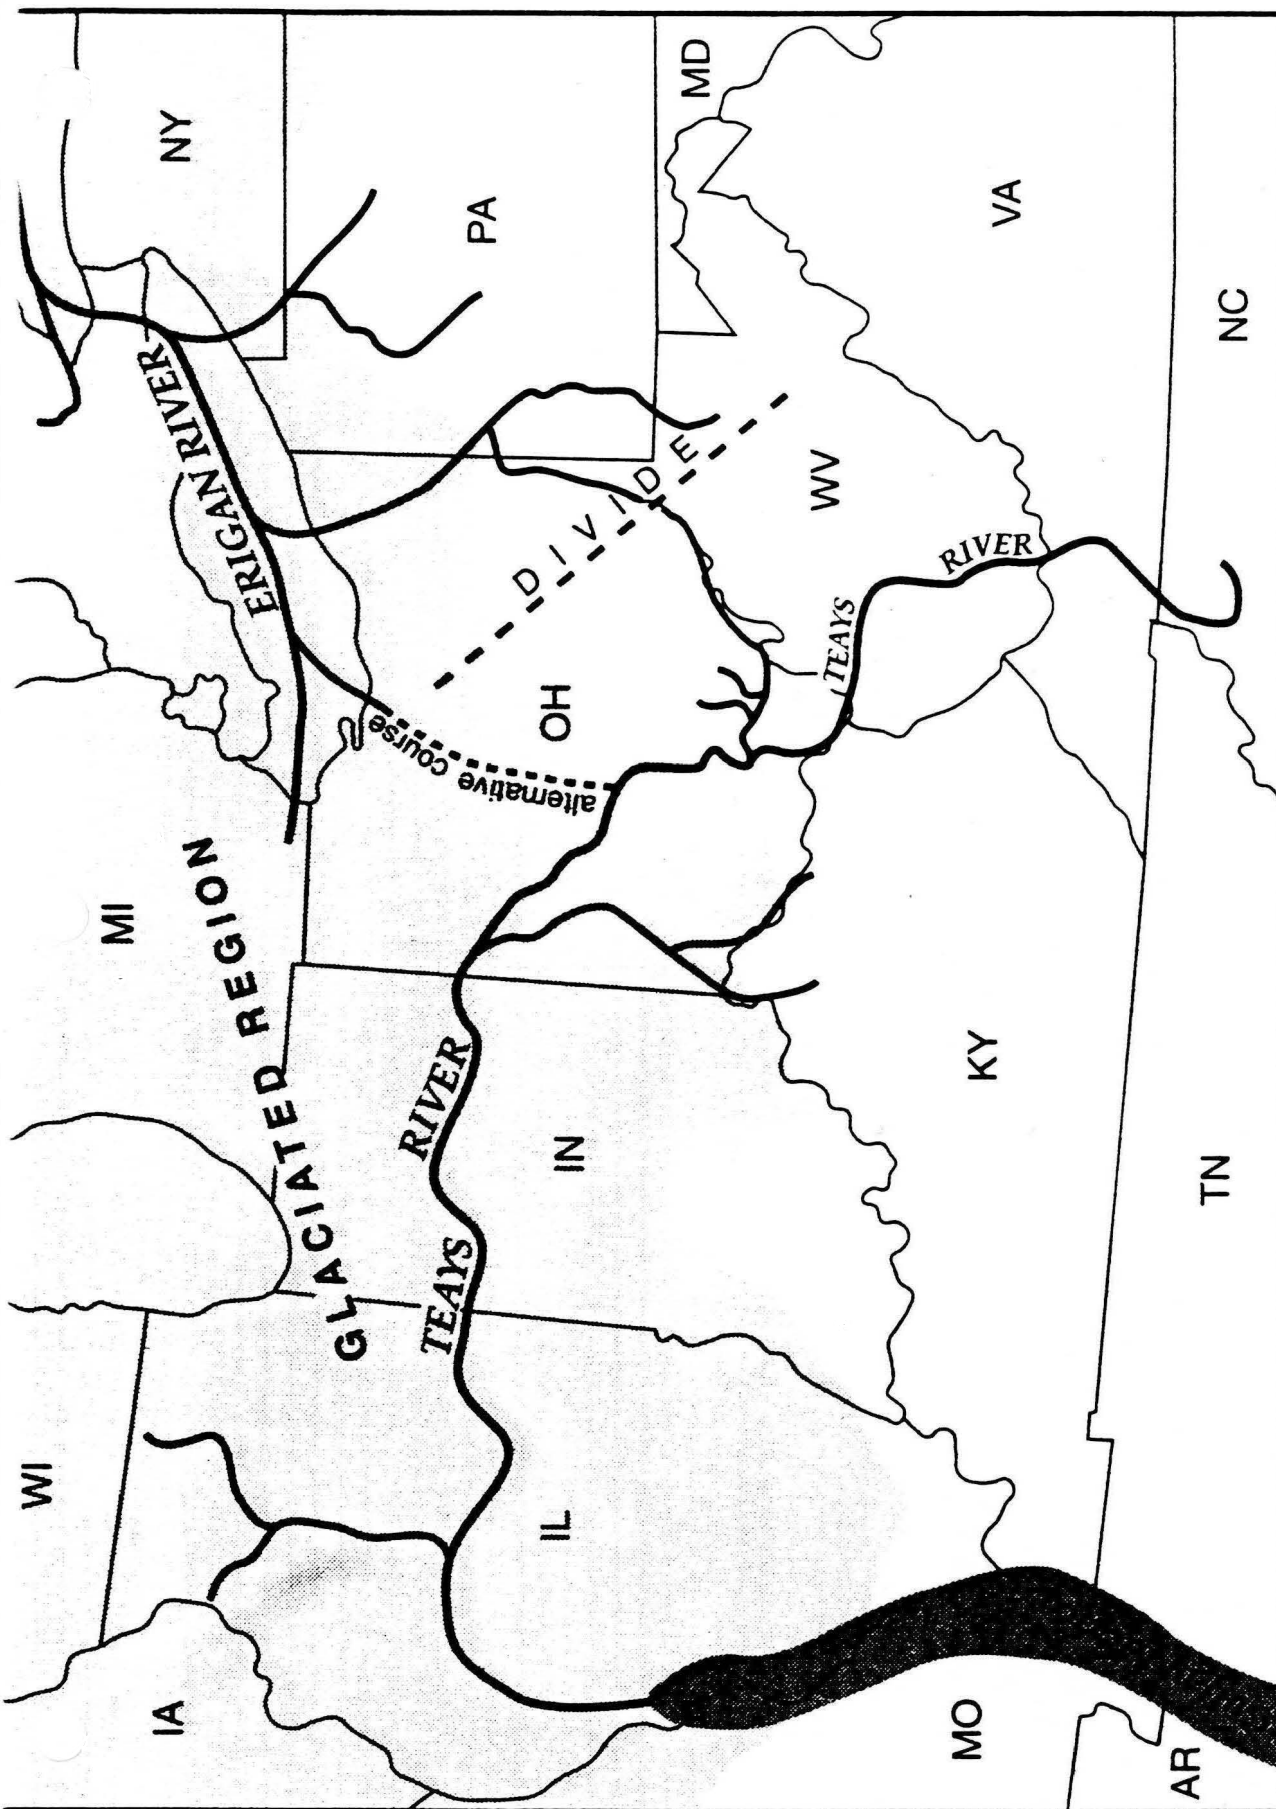 WI
MI
NY
IA
GLACIATED REGION
ERIGAN RIVER
PA
MD
alternative course
DIVIDE
OH
TEAYS RIVER
IL
IN
WV
TEAYS RIVER
VA
KY
MO
AR
TN
NC